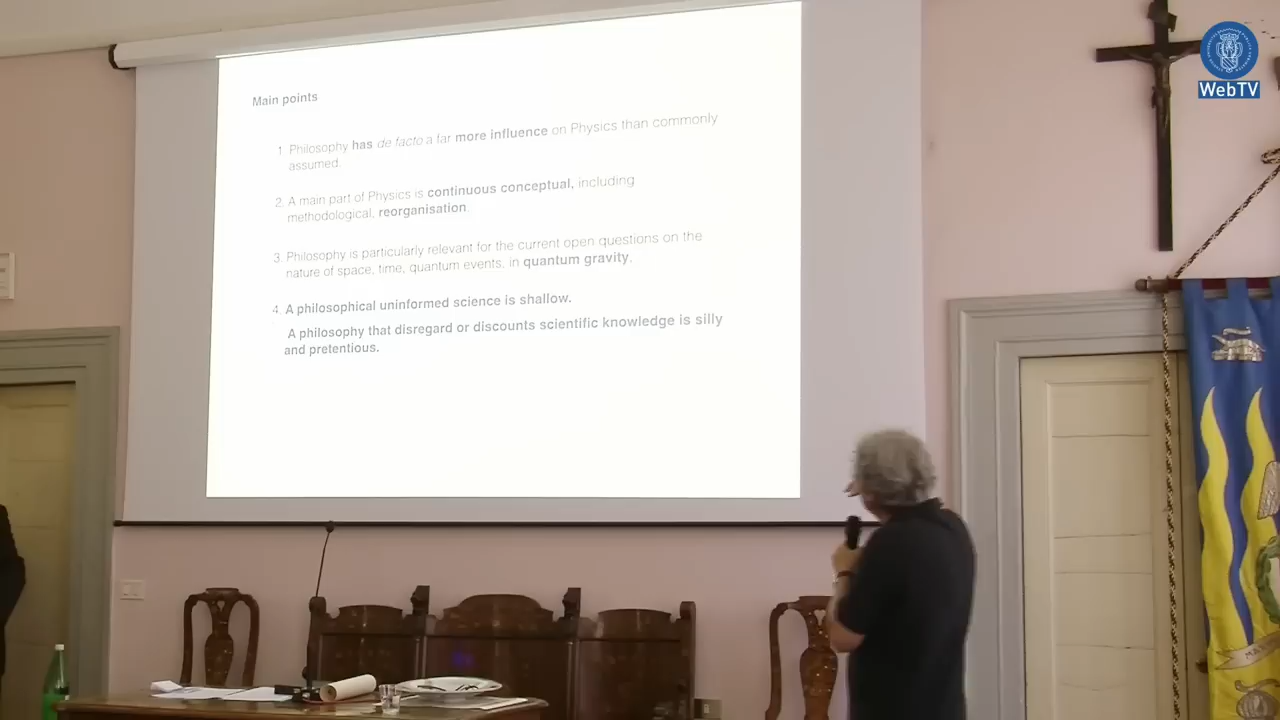 WebTV
Main points
1. Philosophy has de facto a far more influence on Physics than commonly
assumed.
2. A main part of Physics is continuous conceptual, including
methodological, reorganisation.
3. Philosophy is particularly relevant for the current open questions on the
nature of space, time, quantum events, in quantum gravity.
4. A philosophical uninformed science is shallow.
A philosophy that disregard or discounts scientific knowledge is silly
and pretentious.